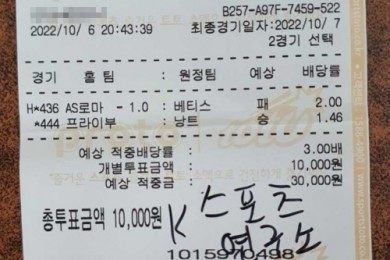 B257-A97F-7459-522
2022/10/ 6 20:43:39 최종경기일자:2022/10/ 7
2경기 선택
경기 홈 팀 : 원정팀 예상 배당률
H*436 AS로마 - 1.0 : 베티스 패 2.00
*444 프라이부 : 낭트 승 1.46
예상 적중배당률 3.00배
개별투표금액 10,000원
예상 적중금 30,000원
총투표금액 10,000원
K 스포츠
연구소
1015970498